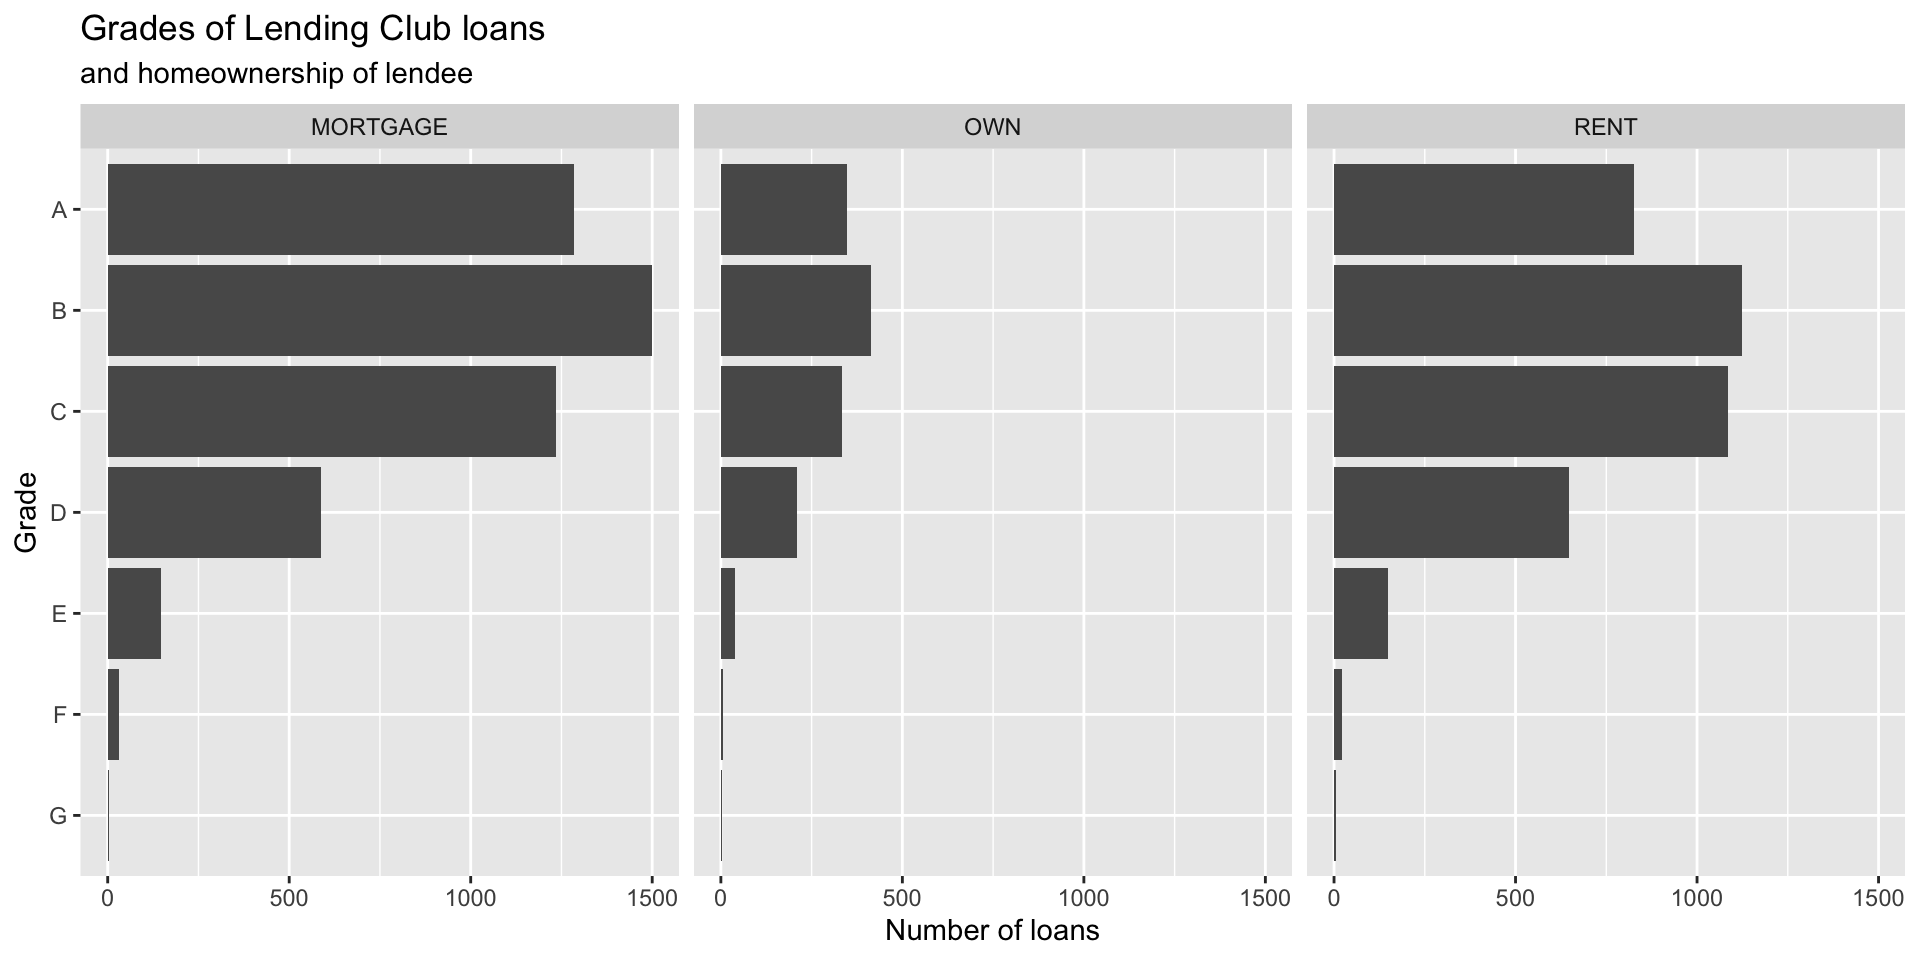 Grades of Lending Club loans
and homeownership of lendee
MORTGAGE OWN RENT
Grade
A
B
C
D
E
F
G
0 500 1000 1500 0 500 1000 1500 0 500 1000 1500
Number of loans